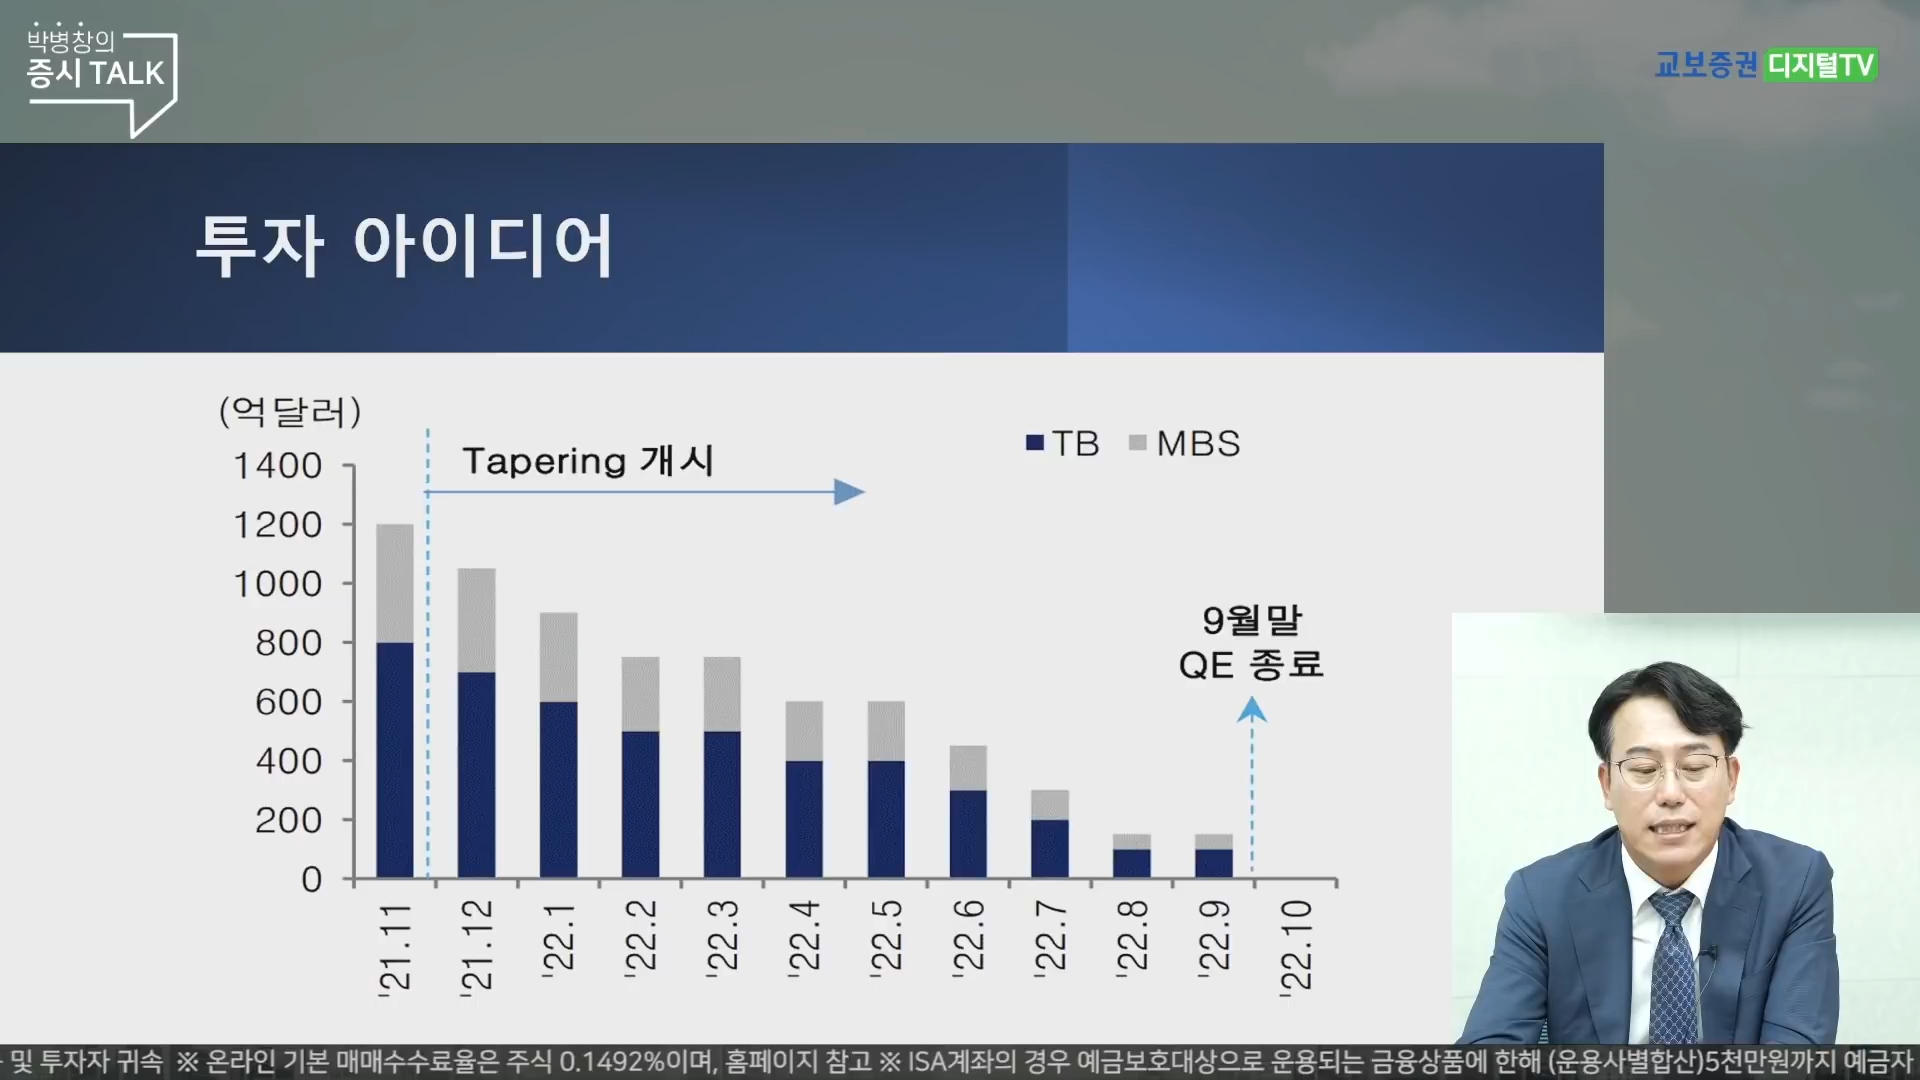 박병창의
증시 TALK
교보증권 디지털TV
투자 아이디어
(억달러)
Tapering 개시
TB
MBS
1400
1200
1000
800
600
400
200
0
9월말
QE 종료
'21.11
'21.12
'22.1
'22.2
'22.3
'22.4
'22.5
'22.6
'22.7
'22.8
'22.9
'22.10
및 투자자 귀속 ※ 온라인 기본 매매수수료율은 주식 0.1492%이며, 홈페이지 참고 ※ ISA계좌의 경우 예금보호대상으로 운용되는 금융상품에 한해 (운용사별합산)5천만원까지 예금자